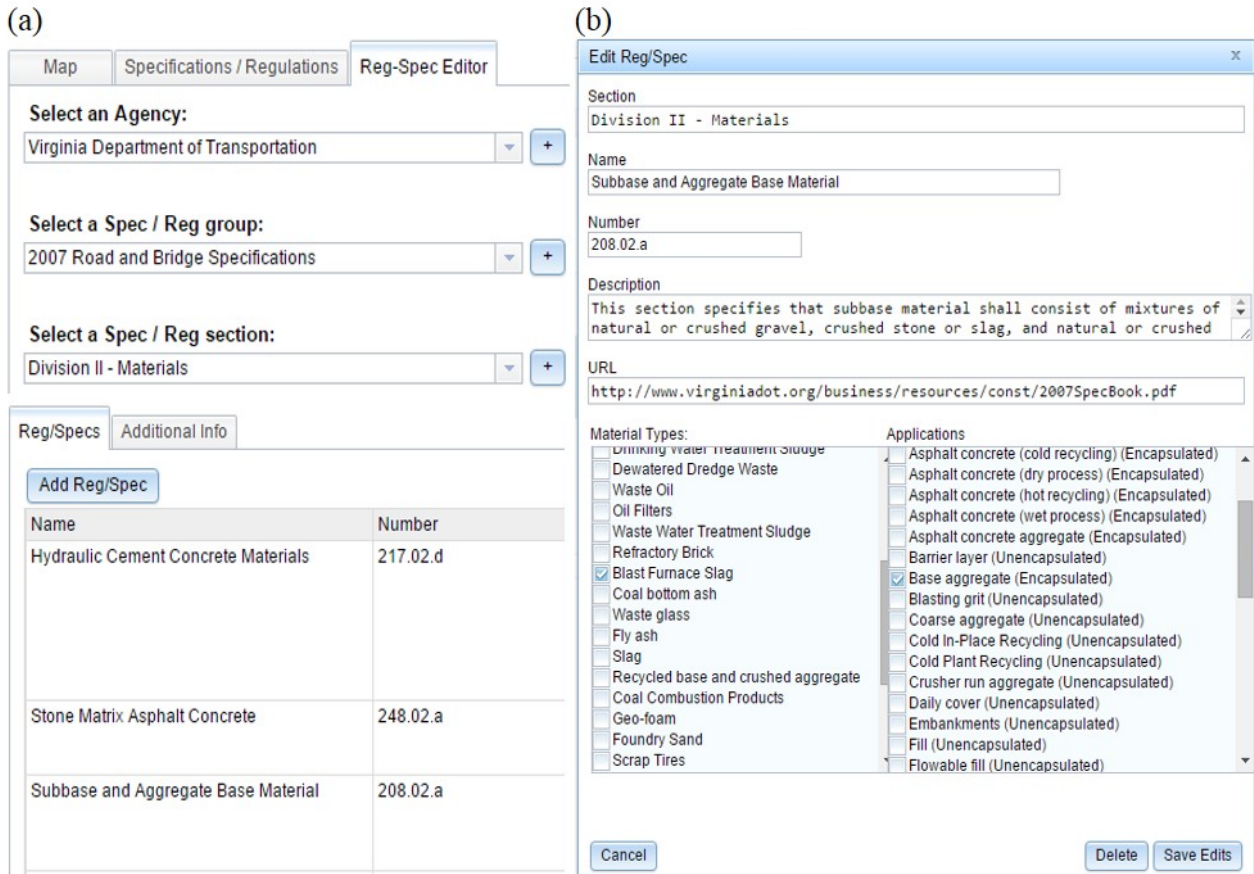 (a)
Map
Specifications / Regulations
Reg-Spec Editor
Select an Agency:
Virginia Department of Transportation
+
Select a Spec / Reg group:
2007 Road and Bridge Specifications
+
Select a Spec / Reg section:
Division II - Materials
+
Reg/Specs
Additional Info
Add Reg/Spec
Name
Number
Hydraulic Cement Concrete Materials
217.02.d
Stone Matrix Asphalt Concrete
248.02.a
Subbase and Aggregate Base Material
208.02.a
(b)
Edit Reg/Spec
x
Section
Division II - Materials
Name
Subbase and Aggregate Base Material
Number
208.02.a
Description
This section specifies that subbase material shall consist of mixtures of
natural or crushed gravel, crushed stone or slag, and natural or crushed
URL
http://www.virginiadot.org/business/resources/const/2007SpecBook.pdf
Material Types:
Drinking Water Treatment Sludge
Dewatered Dredge Waste
Waste Oil
Oil Filters
Waste Water Treatment Sludge
Refractory Brick
Blast Furnace Slag
Coal bottom ash
Waste glass
Fly ash
Slag
Recycled base and crushed aggregate
Coal Combustion Products
Geo-foam
Foundry Sand
Scrap Tires
Applications
Asphalt concrete (cold recycling) (Encapsulated)
Asphalt concrete (dry process) (Encapsulated)
Asphalt concrete (hot recycling) (Encapsulated)
Asphalt concrete (wet process) (Encapsulated)
Asphalt concrete aggregate (Encapsulated)
Barrier layer (Unencapsulated)
Base aggregate (Encapsulated)
Blasting grit (Unencapsulated)
Coarse aggregate (Unencapsulated)
Cold In-Place Recycling (Unencapsulated)
Cold Plant Recycling (Unencapsulated)
Crusher run aggregate (Unencapsulated)
Daily cover (Unencapsulated)
Embankments (Unencapsulated)
Fill (Unencapsulated)
Flowable fill (Unencapsulated)
Cancel
Delete
Save Edits